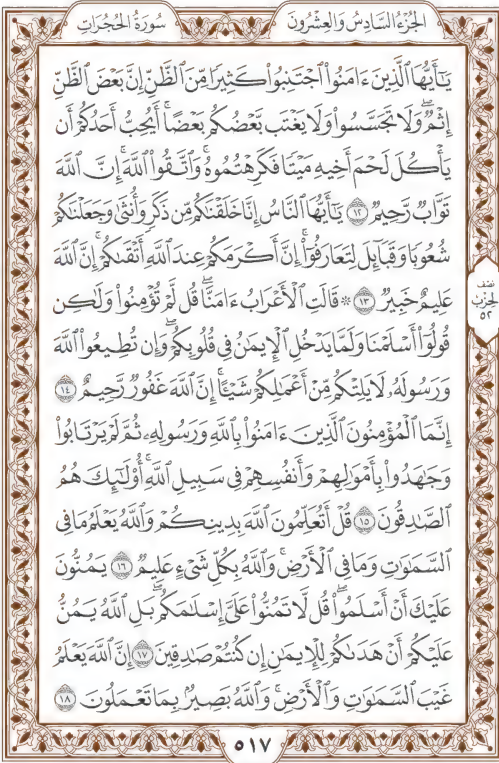 سُورَةُ الْحُجُرَاتِ
الْجُزْءُ السَّادِسُ وَالْعِشْرُونَ
يَٰٓأَيُّهَا ٱلَّذِينَ ءَامَنُوا۟ ٱجْتَنِبُوا۟ كَثِيرًا مِّنَ ٱلظَّنِّ إِنَّ بَعْضَ ٱلظَّنِّ
إِثْمٌ ۖ وَلَا تَجَسَّسُوا۟ وَلَا يَغْتَب بَّعْضُكُم بَعْضًا ۚ أَيُحِبُّ أَحَدُكُمْ أَن
يَأْكُلَ لَحْمَ أَخِيهِ مَيْتًا فَكَرِهْتُمُوهُ ۚ وَٱتَّقُوا۟ ٱللَّهَ ۚ إِنَّ ٱللَّهَ
تَوَّابٌ رَّحِيمٌ ١٢ يَٰٓأَيُّهَا ٱلنَّاسُ إِنَّا خَلَقْنَٰكُم مِّن ذَكَرٍ وَأُنثَىٰ وَجَعَلْنَٰكُمْ
شُعُوبًا وَقَبَآئِلَ لِتَعَارَفُوٓا۟ ۚ إِنَّ أَكْرَمَكُمْ عِندَ ٱللَّهِ أَتْقَىٰكُمْ ۚ إِنَّ ٱللَّهَ
عَلِيمٌ خَبِيرٌ ١٣ ۞ قَالَتِ ٱلْأَعْرَابُ ءَامَنَّا ۖ قُل لَّمْ تُؤْمِنُوا۟ وَلَٰكِن
قُولُوٓا۟ أَسْلَمْنَا وَلَمَّا يَدْخُلِ ٱلْإِيمَٰنُ فِى قُلُوبِكُمْ ۖ وَإِن تُطِيعُوا۟ ٱللَّهَ
وَرَسُولَهُۥ لَا يَلِتْكُم مِّنْ أَعْمَٰلِكُمْ شَيْـًٔا ۚ إِنَّ ٱللَّهَ غَفُورٌ رَّحِيمٌ ١٤
إِنَّمَا ٱلْمُؤْمِنُونَ ٱلَّذِينَ ءَامَنُوا۟ بِٱللَّهِ وَرَسُولِهِۦ ثُمَّ لَمْ يَرْتَابُوا۟
وَجَٰهَدُوا۟ بِأَمْوَٰلِهِمْ وَأَنفُسِهِمْ فِى سَبِيلِ ٱللَّهِ ۚ أُو۟لَٰٓئِكَ هُمُ
ٱلصَّٰدِقُونَ ١٥ قُلْ أَتُعَلِّمُونَ ٱللَّهَ بِدِينِكُمْ وَٱللَّهُ يَعْلَمُ مَا فِى
ٱلسَّمَٰوَٰتِ وَمَا فِى ٱلْأَرْضِ ۚ وَٱللَّهُ بِكُلِّ شَىْءٍ عَلِيمٌ ١٦ يَمُنُّونَ
عَلَيْكَ أَنْ أَسْلَمُوا۟ ۖ قُل لَّا تَمُنُّوا۟ عَلَىَّ إِسْلَٰمَكُم ۖ بَلِ ٱللَّهُ يَمُنُّ
عَلَيْكُمْ أَنْ هَدَىٰكُمْ لِلْإِيمَٰنِ إِن كُنتُمْ صَٰدِقِينَ ١٧ إِنَّ ٱللَّهَ يَعْلَمُ
غَيْبَ ٱلسَّمَٰوَٰتِ وَٱلْأَرْضِ ۚ وَٱللَّهُ بَصِيرٌۢ بِمَا تَعْمَلُونَ ١٨
نصف
الحزب
٥٢
٥١٧